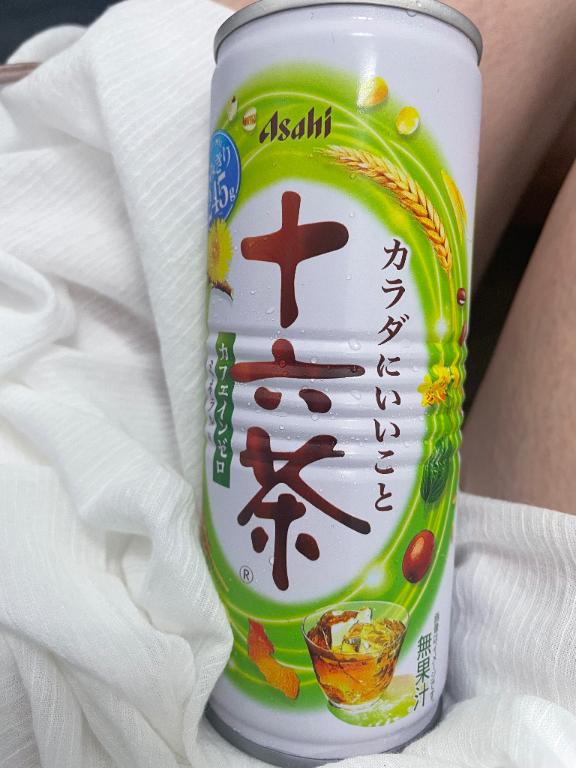 Asahi
十六茶
®
カラダにいいこと
カフェインゼロ
無果汁